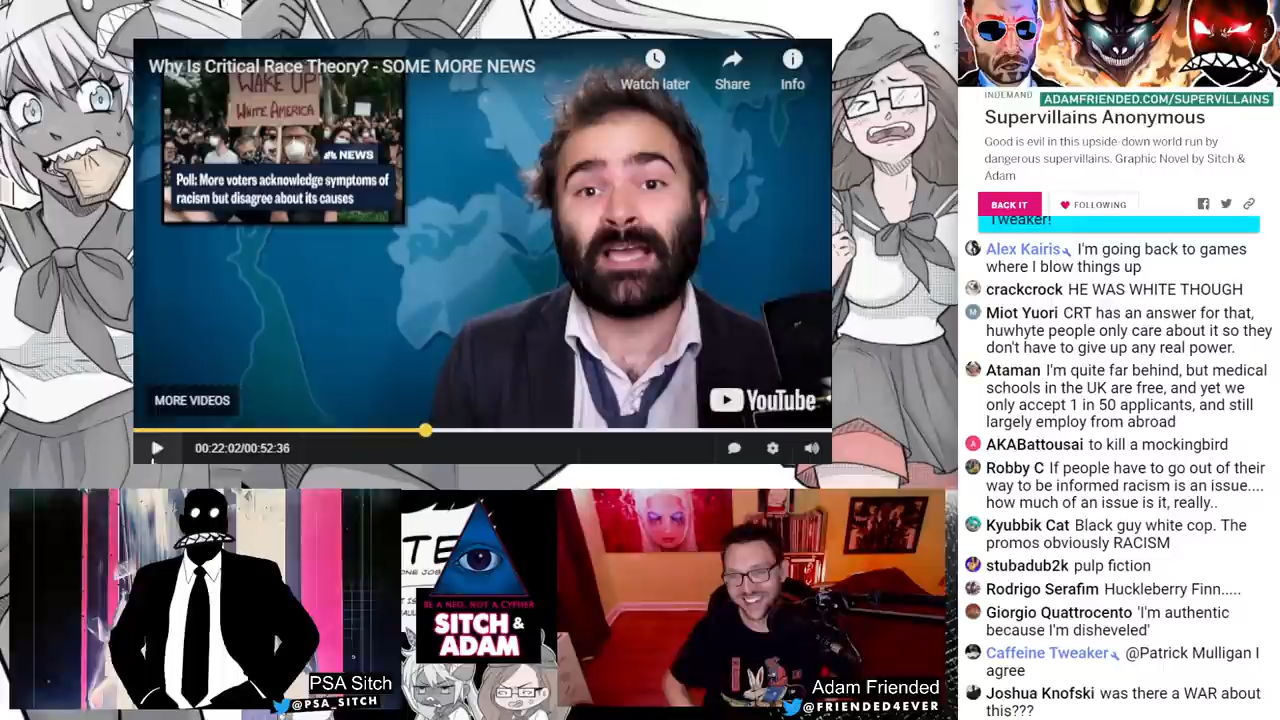 Why Is Critical Race Theory? - SOME MORE NEWS
Watch later
Share
Info
WAKE UP
WHITE AMERICA
NEWS
Poll: More voters acknowledge symptoms of
racism but disagree about its causes
MORE VIDEOS
YouTube
00:22:02/00:52:36
BE A NEO, NOT A CYPHER
SITCH &
ADAM
PSA Sitch
@PSA_SITCH
Adam Friended
@FRIENDED4EVER
INDEMAND
ADAMFRIENDED.COM/SUPERVILLAINS
Supervillains Anonymous
Good is evil in this upside-down world run by
dangerous supervillains. Graphic Novel by Sitch &
Adam
BACK IT
FOLLOWING
Tweaker!
Alex Kairis I'm going back to games
where I blow things up
crackcrock HE WAS WHITE THOUGH
Miot Yuori CRT has an answer for that,
huwhyte people only care about it so they
don't have to give up any real power.
Ataman I'm quite far behind, but medical
schools in the UK are free, and yet we
only accept 1 in 50 applicants, and still
largely employ from abroad
AKABattousai to kill a mockingbird
Robby C If people have to go out of their
way to be informed racism is an issue....
how much of an issue is it, really..
Kyubbik Cat Black guy white cop. The
promos obviously RACISM
stubadub2k pulp fiction
Rodrigo Serafim Huckleberry Finn.....
Giorgio Quattrocento 'I'm authentic
because I'm disheveled'
Caffeine Tweaker @Patrick Mulligan I
agree
Joshua Knofski was there a WAR about
this???